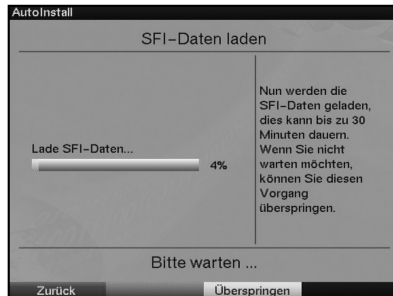 AutoInstall
SFI-Daten laden
Lade SFI-Daten...
4%
Nun werden die
SFI-Daten geladen,
dies kann bis zu 30
Minuten dauern.
Wenn Sie nicht
warten möchten,
können Sie diesen
Vorgang
überspringen.
Bitte warten ...
Zurück
Überspringen